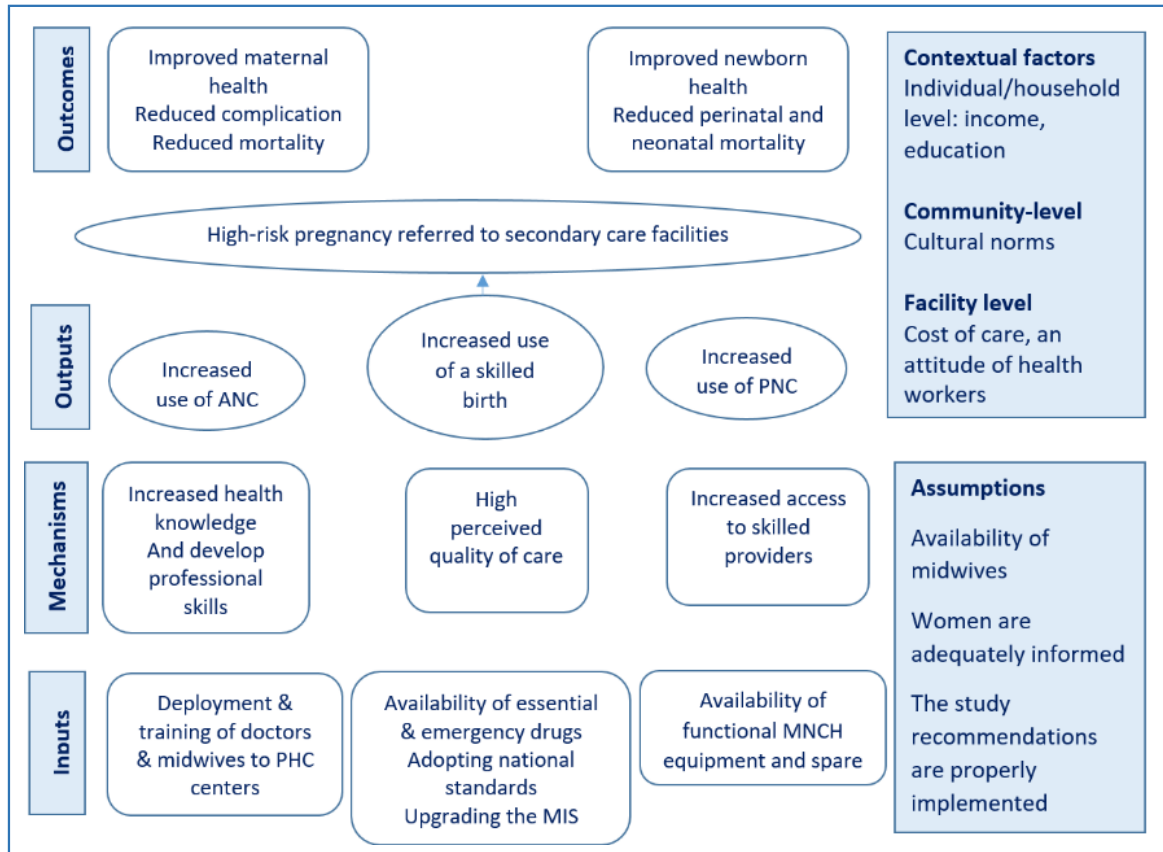 Outcomes
Improved maternal
health
Reduced complication
Reduced mortality
Improved newborn
health
Reduced perinatal and
neonatal mortality
High-risk pregnancy referred to secondary care facilities
Outputs
Increased
use of ANC
Increased use
of a skilled
birth
Increased
use of PNC
Mechanisms
Increased health
knowledge
And develop
professional
skills
High
perceived
quality of care
Increased access
to skilled
providers
Inputs
Deployment &
training of doctors
& midwives to PHC
centers
Availability of essential
& emergency drugs
Adopting national
standards
Upgrading the MIS
Availability of
functional MNCH
equipment and spare
Contextual factors
Individual/household
level: income,
education
Community-level
Cultural norms
Facility level
Cost of care, an
attitude of health
workers
Assumptions
Availability of
midwives
Women are
adequately informed
The study
recommendations
are properly
implemented